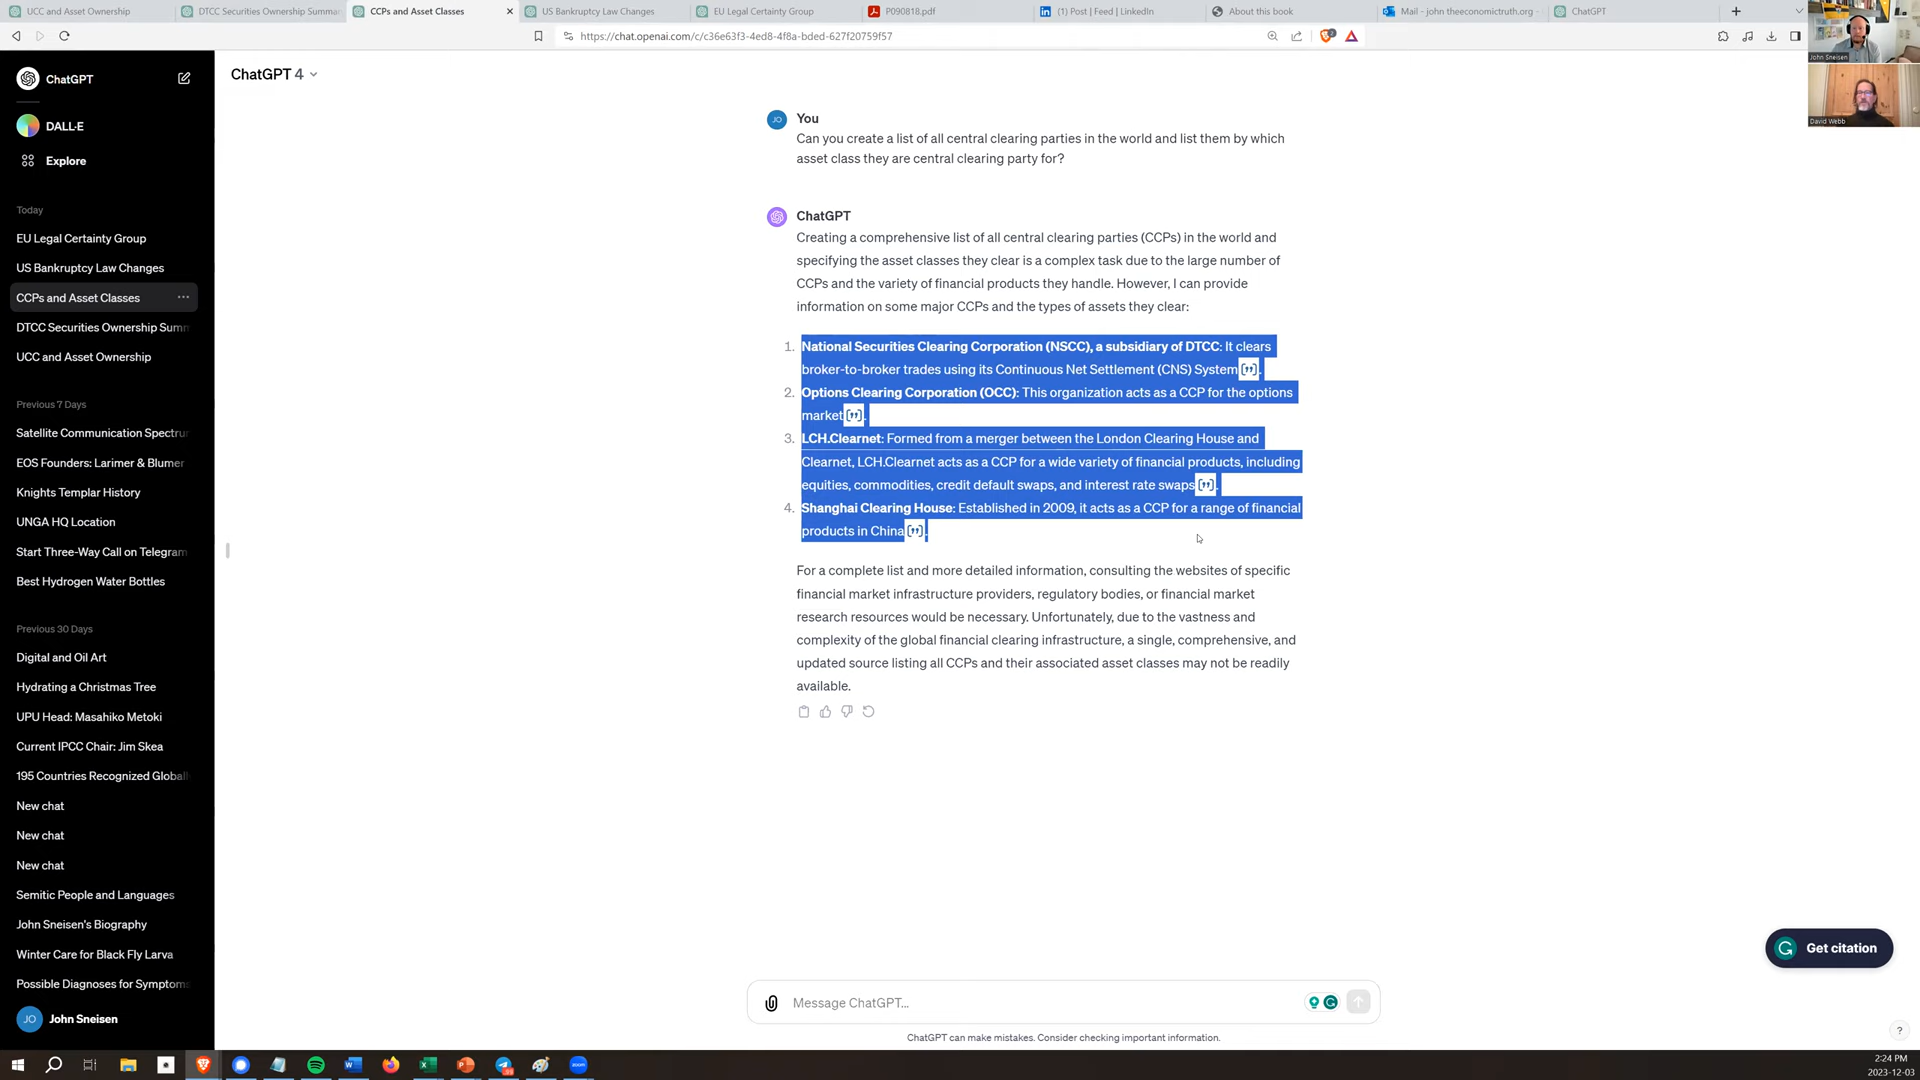 UCC and Asset Ownership
DTCC Securities Ownership Summa
CCPs and Asset Classes
US Bankruptcy Law Changes
EU Legal Certainty Group
P090818.pdf
(1) Post | Feed | LinkedIn
About this book
Mail - john theeconomictruth.org -
ChatGPT
https://chat.openai.com/c/c36e63f3-4ed8-4f8a-bded-627f20759f57
John Sneisen
David Webb
ChatGPT
DALL·E
Explore
Today
EU Legal Certainty Group
US Bankruptcy Law Changes
CCPs and Asset Classes
DTCC Securities Ownership Summ
UCC and Asset Ownership
Previous 7 Days
Satellite Communication Spectrur
EOS Founders: Larimer & Blumer
Knights Templar History
UNGA HQ Location
Start Three-Way Call on Telegram
Best Hydrogen Water Bottles
Previous 30 Days
Digital and Oil Art
Hydrating a Christmas Tree
UPU Head: Masahiko Metoki
Current IPCC Chair: Jim Skea
195 Countries Recognized Globall
New chat
New chat
New chat
Semitic People and Languages
John Sneisen's Biography
Winter Care for Black Fly Larva
Possible Diagnoses for Symptoms
JO
John Sneisen
ChatGPT 4
JO
You
Can you create a list of all central clearing parties in the world and list them by which
asset class they are central clearing party for?
ChatGPT
Creating a comprehensive list of all central clearing parties (CCPs) in the world and
specifying the asset classes they clear is a complex task due to the large number of
CCPs and the variety of financial products they handle. However, I can provide
information on some major CCPs and the types of assets they clear:
1. National Securities Clearing Corporation (NSCC), a subsidiary of DTCC: It clears
broker-to-broker trades using its Continuous Net Settlement (CNS) System ["].
2. Options Clearing Corporation (OCC): This organization acts as a CCP for the options
market ["].
3. LCH.Clearnet: Formed from a merger between the London Clearing House and
Clearnet, LCH.Clearnet acts as a CCP for a wide variety of financial products, including
equities, commodities, credit default swaps, and interest rate swaps ["].
4. Shanghai Clearing House: Established in 2009, it acts as a CCP for a range of financial
products in China ["].
For a complete list and more detailed information, consulting the websites of specific
financial market infrastructure providers, regulatory bodies, or financial market
research resources would be necessary. Unfortunately, due to the vastness and
complexity of the global financial clearing infrastructure, a single, comprehensive, and
updated source listing all CCPs and their associated asset classes may not be readily
available.
Get citation
Message ChatGPT...
ChatGPT can make mistakes. Consider checking important information.
?
2:24 PM
2023-12-03